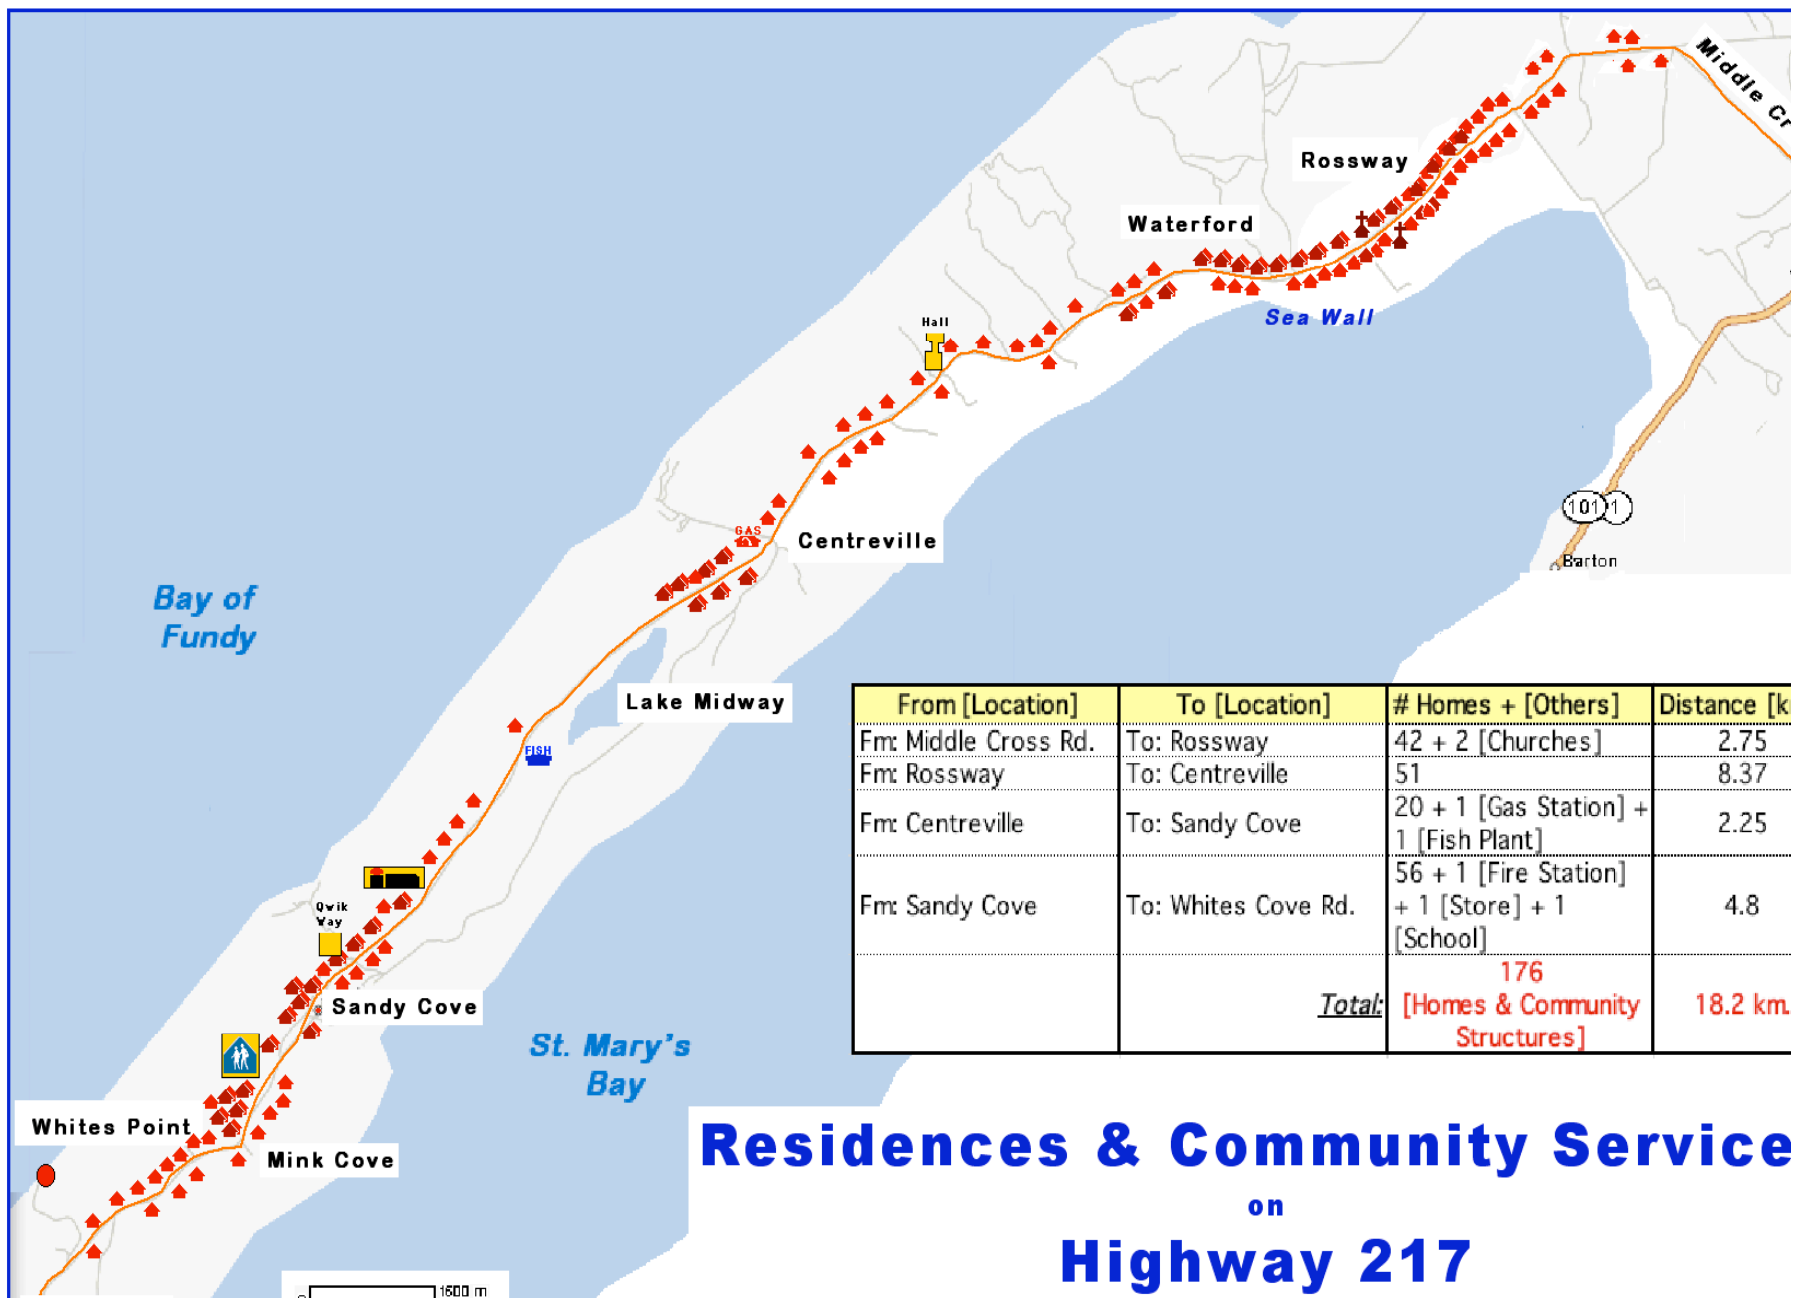 Middle Cr
Rossway
Waterford
Sea Wall
Hall
101 1
Barton
GAS
Centreville
Bay of
Fundy
Lake Midway
FISH
Qwik
Way
Sandy Cove
St. Mary's
Bay
Whites Point
Mink Cove
From [Location] To [Location] # Homes + [Others] Distance [k
Fm: Middle Cross Rd. To: Rossway 42 + 2 [Churches] 2.75
Fm: Rossway To: Centreville 51 8.37
Fm: Centreville To: Sandy Cove 20 + 1 [Gas Station] +
1 [Fish Plant] 2.25
Fm: Sandy Cove To: Whites Cove Rd. 56 + 1 [Fire Station]
+ 1 [Store] + 1
[School] 4.8
Total: 176
[Homes & Community
Structures] 18.2 km.
Residences & Community Service
on
Highway 217
0 1500 m